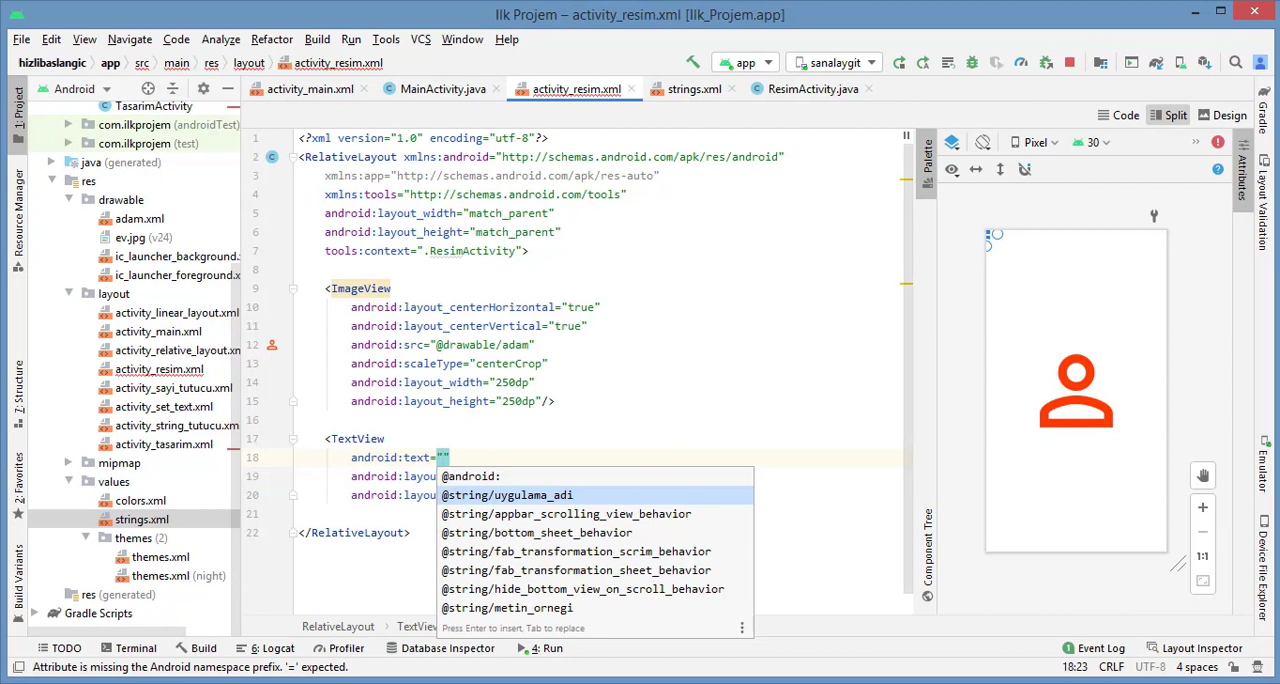 Ilk Projem – activity_resim.xml [Ilk_Projem.app]
File Edit View Navigate Code Analyze Refactor Build Run Tools VCS Window Help
hizlibaslangic app src main res layout activity_resim.xml app sanalaygit
1: Project Android activity_main.xml MainActivity.java activity_resim.xml strings.xml ResimActivity.java Gradle
TasarimActivity
com.ilkprojem (androidTest)
com.ilkprojem (test)
java (generated)
res
drawable
adam.xml
ev.jpg (v24)
ic_launcher_background.
ic_launcher_foreground.x
layout
activity_linear_layout.xml
activity_main.xml
activity_relative_layout.xml
activity_resim.xml
activity_sayi_tutucu.xml
activity_set_text.xml
activity_string_tutucu.xml
activity_tasarim.xml
mipmap
values
colors.xml
strings.xml
themes (2)
themes.xml
themes.xml (night)
res (generated)
Gradle Scripts
Resource Manager
7: Structure
2: Favorites
Build Variants
Code Split Design
1 <?xml version="1.0" encoding="utf-8"?>
2 <RelativeLayout xmlns:android="http://schemas.android.com/apk/res/android"
3 xmlns:app="http://schemas.android.com/apk/res-auto"
4 xmlns:tools="http://schemas.android.com/tools"
5 android:layout_width="match_parent"
6 android:layout_height="match_parent"
7 tools:context=".ResimActivity">
8
9 <ImageView
10 android:layout_centerHorizontal="true"
11 android:layout_centerVertical="true"
12 android:src="@drawable/adam"
13 android:scaleType="centerCrop"
14 android:layout_width="250dp"
15 android:layout_height="250dp"/>
16
17 <TextView
18 android:text=""
19 android:layou
20 android:layou
22 </RelativeLayout>
@android:
@string/uygulama_adi
@string/appbar_scrolling_view_behavior
@string/bottom_sheet_behavior
@string/fab_transformation_scrim_behavior
@string/fab_transformation_sheet_behavior
@string/hide_bottom_view_on_scroll_behavior
@string/metin_ornegi
Press Enter to insert, Tab to replace
RelativeLayout TextView
Palette
Component Tree
Pixel 30
1:1
Attributes
Layout Validation
Emulator
Device File Explorer
TODO Terminal Build 6: Logcat Profiler Database Inspector 4: Run 1 Event Log Layout Inspector
Attribute is missing the Android namespace prefix. '=' expected. 18:23 CRLF UTF-8 4 spaces